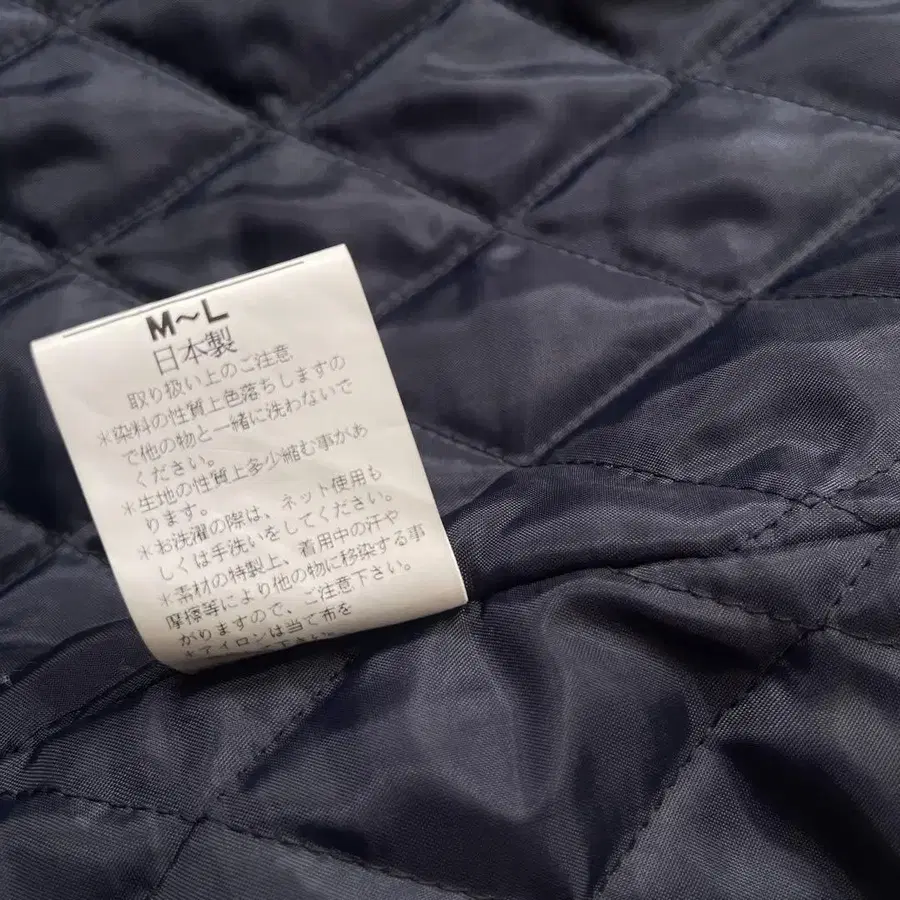 M～L
日本製
取り扱い上のご注意
＊染料の性質上色落ちしますの
で他の物と一緒に洗わないで
ください。
＊生地の性質上多少縮む事があ
ります。
＊お洗濯の際は、ネット使用も
しくは手洗いをしてください。
＊素材の特製上、着用中の汗や
摩擦等により他の物に移染する事
がありますので、ご注意下さい。
＊アイロンは当て布を
て下さい。